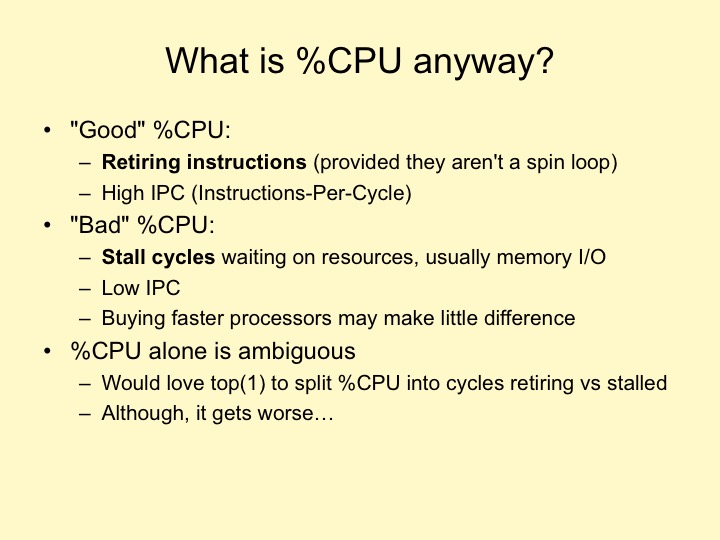 What is %CPU anyway?
• "Good" %CPU:
– Retiring instructions (provided they aren't a spin loop)
– High IPC (Instructions-Per-Cycle)
• "Bad" %CPU:
– Stall cycles waiting on resources, usually memory I/O
– Low IPC
– Buying faster processors may make little difference
• %CPU alone is ambiguous
– Would love top(1) to split %CPU into cycles retiring vs stalled
– Although, it gets worse…